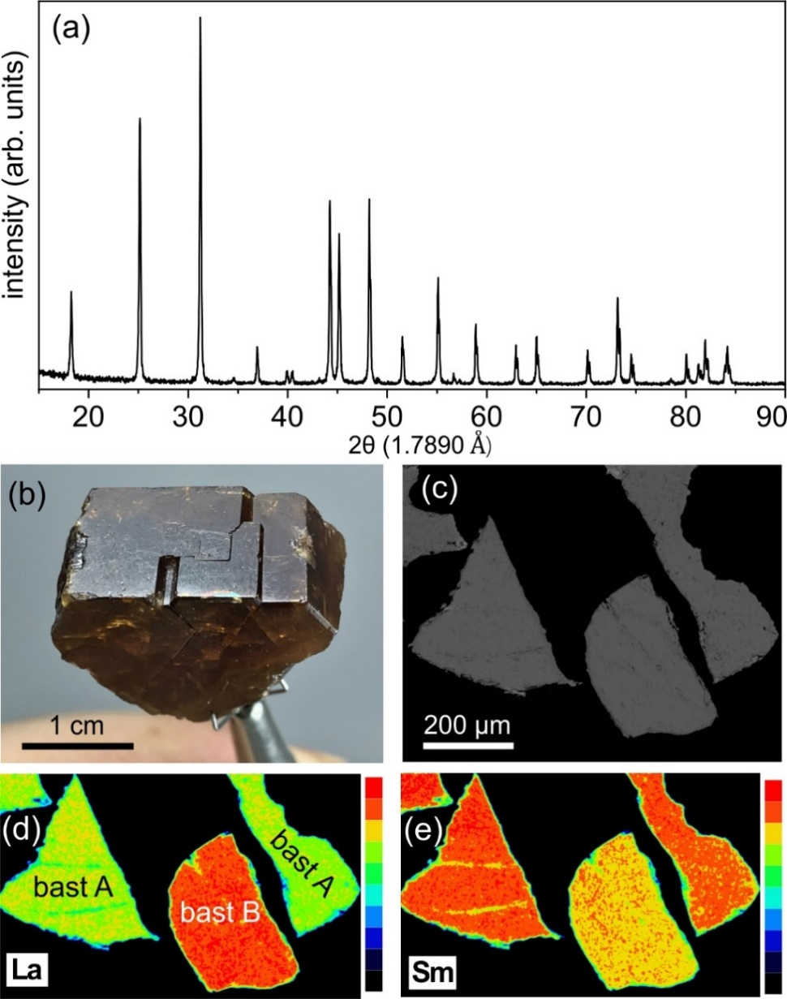 (a)
intensity (arb. units)
20 30 40 50 60 70 80 90
2θ (1.7890 Å)
(b)
1 cm
(c)
200 µm
(d)
bast A
bast B
bast A
La
(e)
Sm